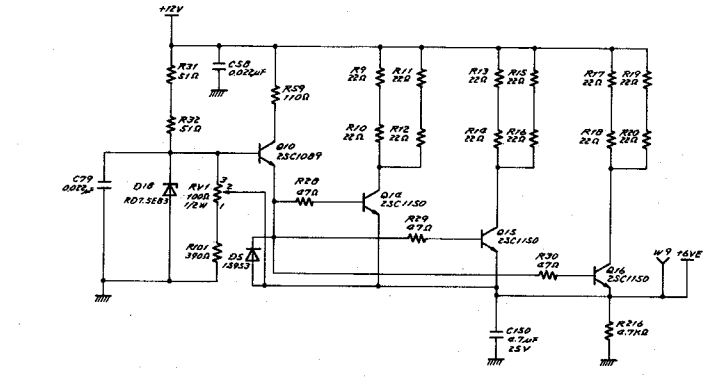 +12V
R31
51Ω
C58
0.022μF
R59
110Ω
R9
22Ω
R11
22Ω
R13
22Ω
R15
22Ω
R17
22Ω
R19
22Ω
R32
51Ω
R10
22Ω
R12
22Ω
R14
22Ω
R16
22Ω
R18
22Ω
R20
22Ω
Q10
2SC1089
C79
0.022μF
D18
RD7.5EB3
RV1
100Ω
1/2W
3
2
1
R28
47Ω
Q14
2SC1150
R29
47Ω
Q15
2SC1150
R101
390Ω
D5
1S953
R30
47Ω
Q16
2SC1150
W9
+6VE
C150
4.7μF
25V
R216
4.7KΩ